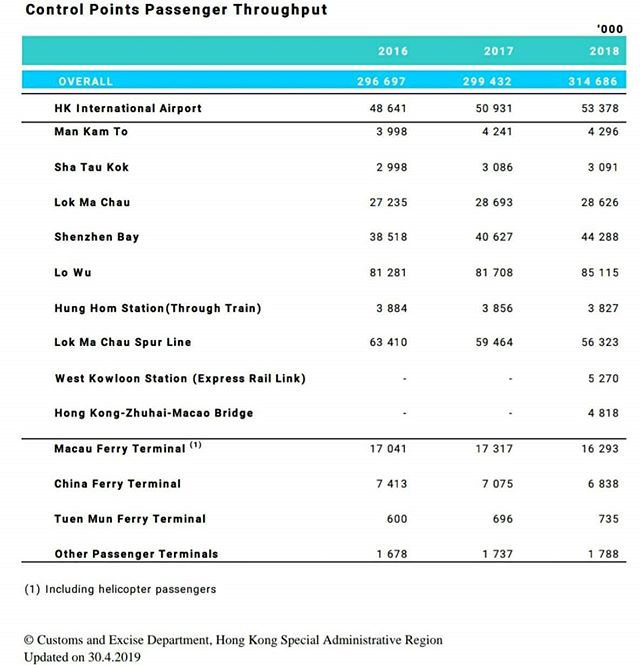 Control Points Passenger Throughput
'000
2016 2017 2018
OVERALL 296 697 299 432 314 686
HK International Airport 48 641 50 931 53 378
Man Kam To 3 998 4 241 4 296
Sha Tau Kok 2 998 3 086 3 091
Lok Ma Chau 27 235 28 693 28 626
Shenzhen Bay 38 518 40 627 44 288
Lo Wu 81 281 81 708 85 115
Hung Hom Station(Through Train) 3 884 3 856 3 827
Lok Ma Chau Spur Line 63 410 59 464 56 323
West Kowloon Station (Express Rail Link) - - 5 270
Hong Kong-Zhuhai-Macao Bridge - - 4 818
Macau Ferry Terminal (1) 17 041 17 317 16 293
China Ferry Terminal 7 413 7 075 6 838
Tuen Mun Ferry Terminal 600 696 735
Other Passenger Terminals 1 678 1 737 1 788
(1) Including helicopter passengers
© Customs and Excise Department, Hong Kong Special Administrative Region
Updated on 30.4.2019